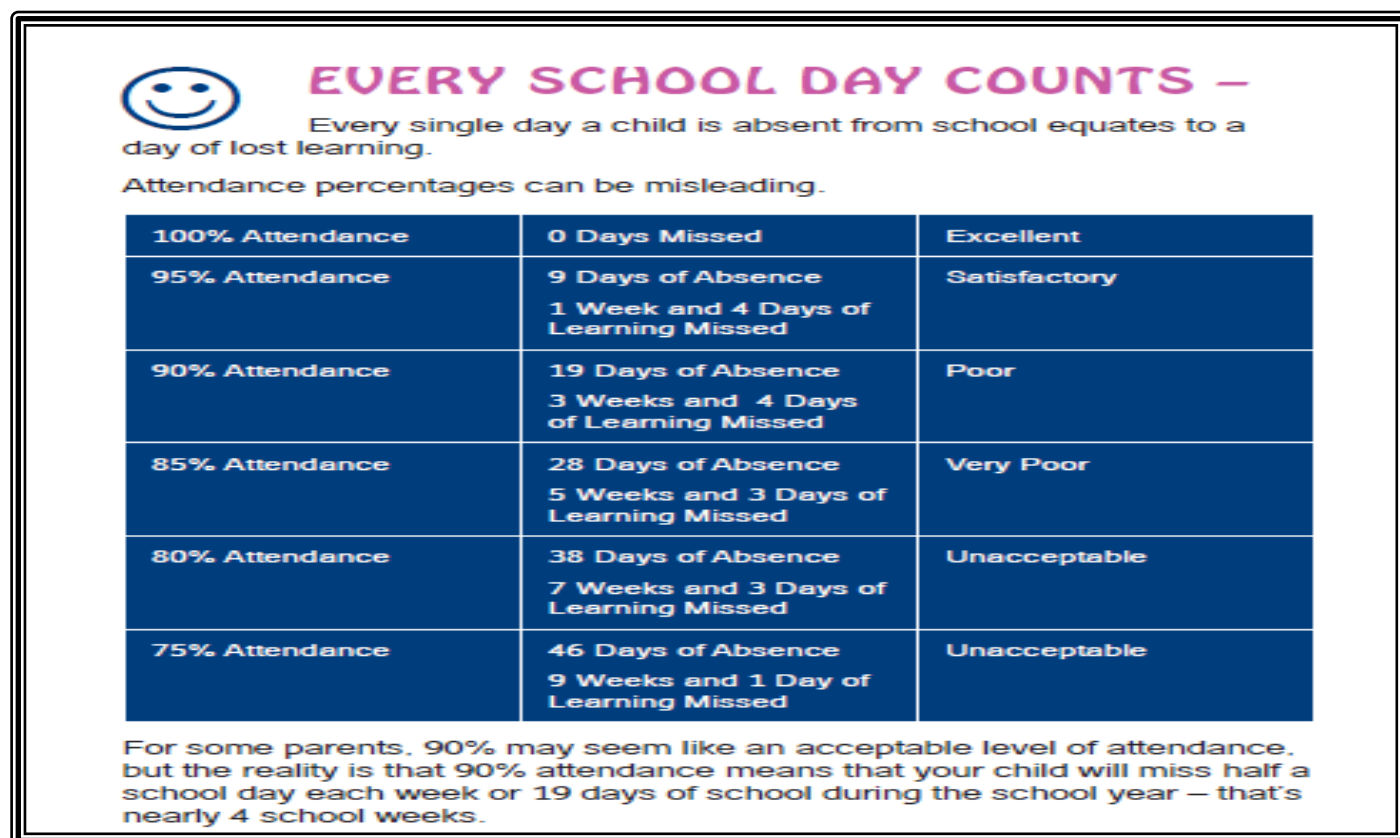 EVERY SCHOOL DAY COUNTS –
Every single day a child is absent from school equates to a
day of lost learning.
Attendance percentages can be misleading.
100% Attendance 0 Days Missed Excellent
95% Attendance 9 Days of Absence Satisfactory
1 Week and 4 Days of
Learning Missed
90% Attendance 19 Days of Absence Poor
3 Weeks and 4 Days
of Learning Missed
85% Attendance 28 Days of Absence Very Poor
5 Weeks and 3 Days of
Learning Missed
80% Attendance 38 Days of Absence Unacceptable
7 Weeks and 3 Days of
Learning Missed
75% Attendance 46 Days of Absence Unacceptable
9 Weeks and 1 Day of
Learning Missed
For some parents, 90% may seem like an acceptable level of attendance,
but the reality is that 90% attendance means that your child will miss half a
school day each week or 19 days of school during the school year – that's
nearly 4 school weeks.